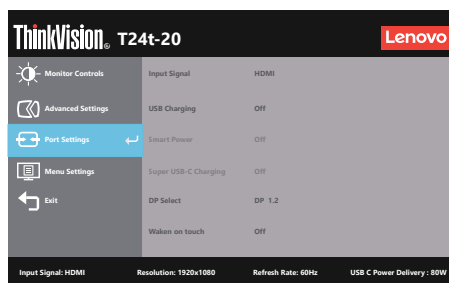 ThinkVision® T24t-20 Lenovo
Monitor Controls Input Signal HDMI
Advanced Settings USB Charging Off
Port Settings Smart Power Off
Menu Settings Super USB-C Charging Off
Exit DP Select DP 1.2
Waken on touch Off
Input Signal: HDMI Resolution: 1920x1080 Refresh Rate: 60Hz USB C Power Delivery : 80W